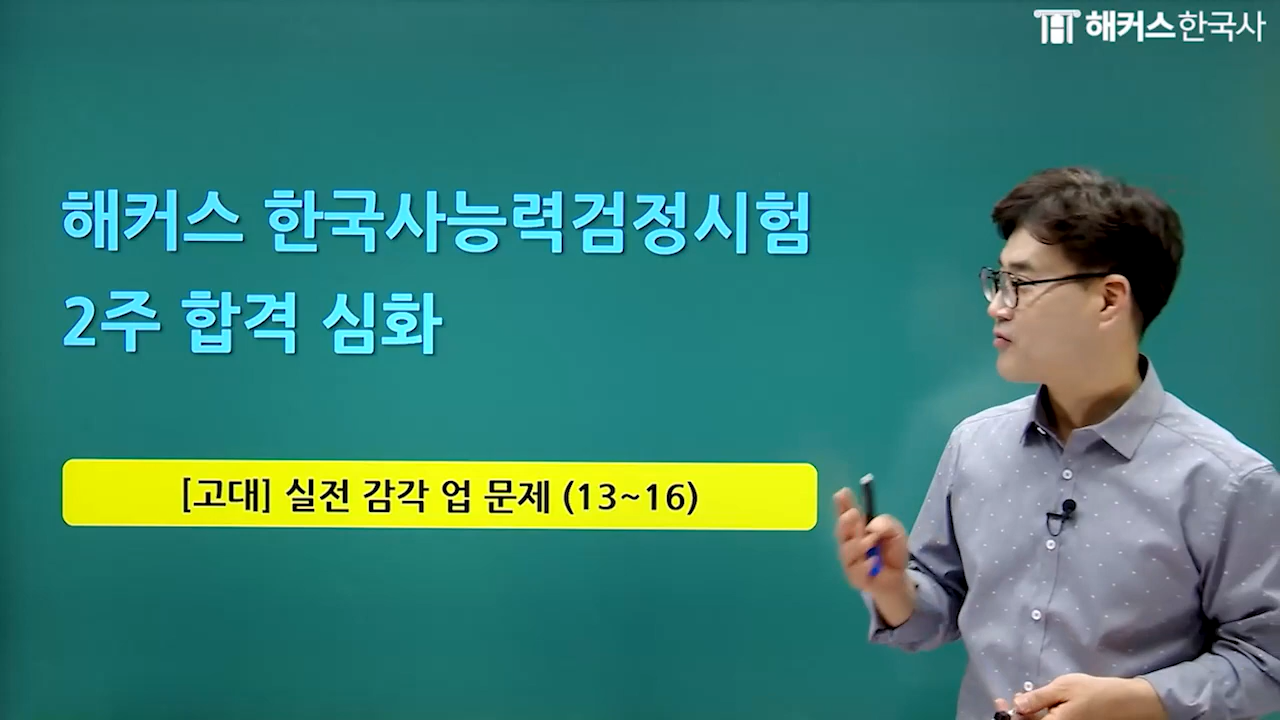 해커스한국사
해커스 한국사능력검정시험
2주 합격 심화
[고대] 실전 감각 업 문제 (13~16)